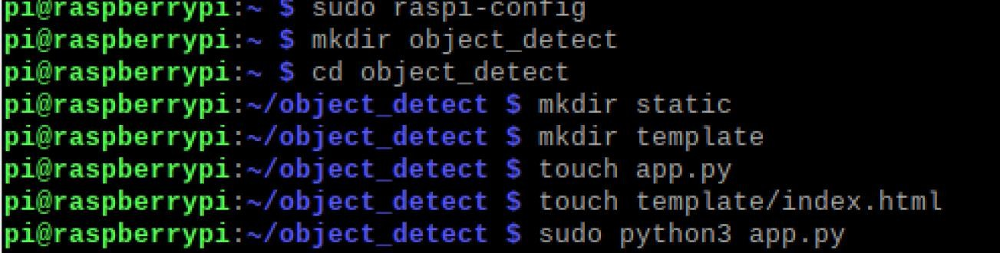 pi@raspberrypi:~ $ sudo raspi-config
pi@raspberrypi:~ $ mkdir object_detect
pi@raspberrypi:~ $ cd object_detect
pi@raspberrypi:~/object_detect $ mkdir static
pi@raspberrypi:~/object_detect $ mkdir template
pi@raspberrypi:~/object_detect $ touch app.py
pi@raspberrypi:~/object_detect $ touch template/index.html
pi@raspberrypi:~/object_detect $ sudo python3 app.py